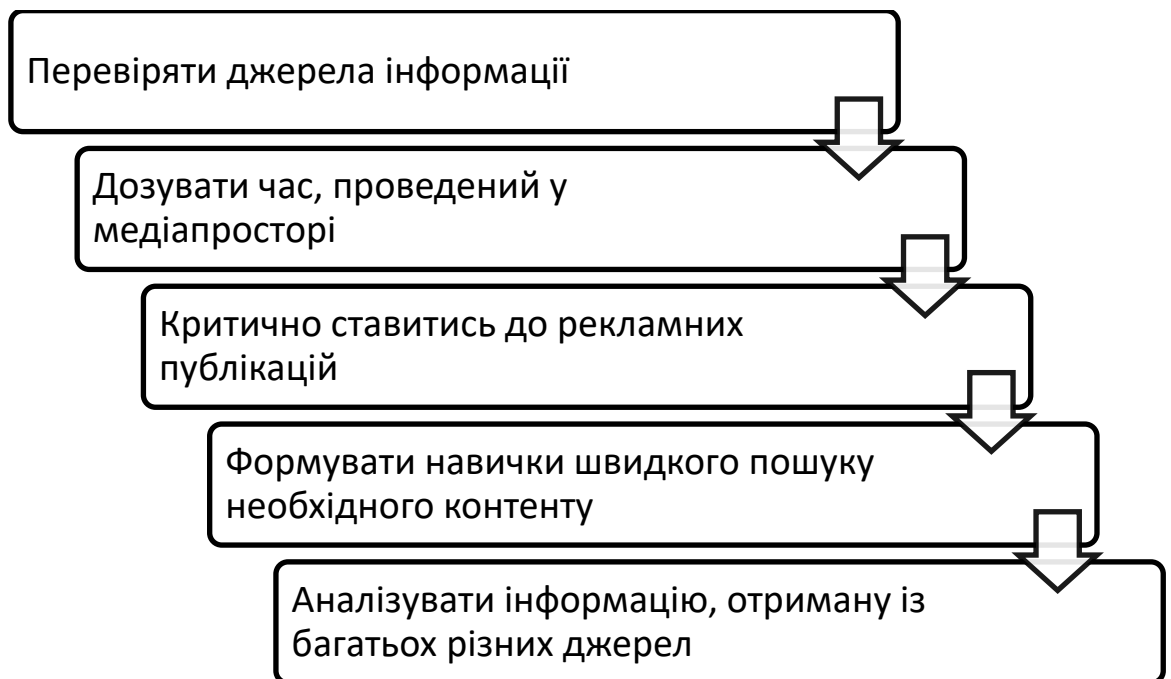 Перевіряти джерела інформації
Дозувати час, проведений у
медіапросторі
Критично ставитись до рекламних
публікацій
Формувати навички швидкого пошуку
необхідного контенту
Аналізувати інформацію, отриману із
багатьох різних джерел